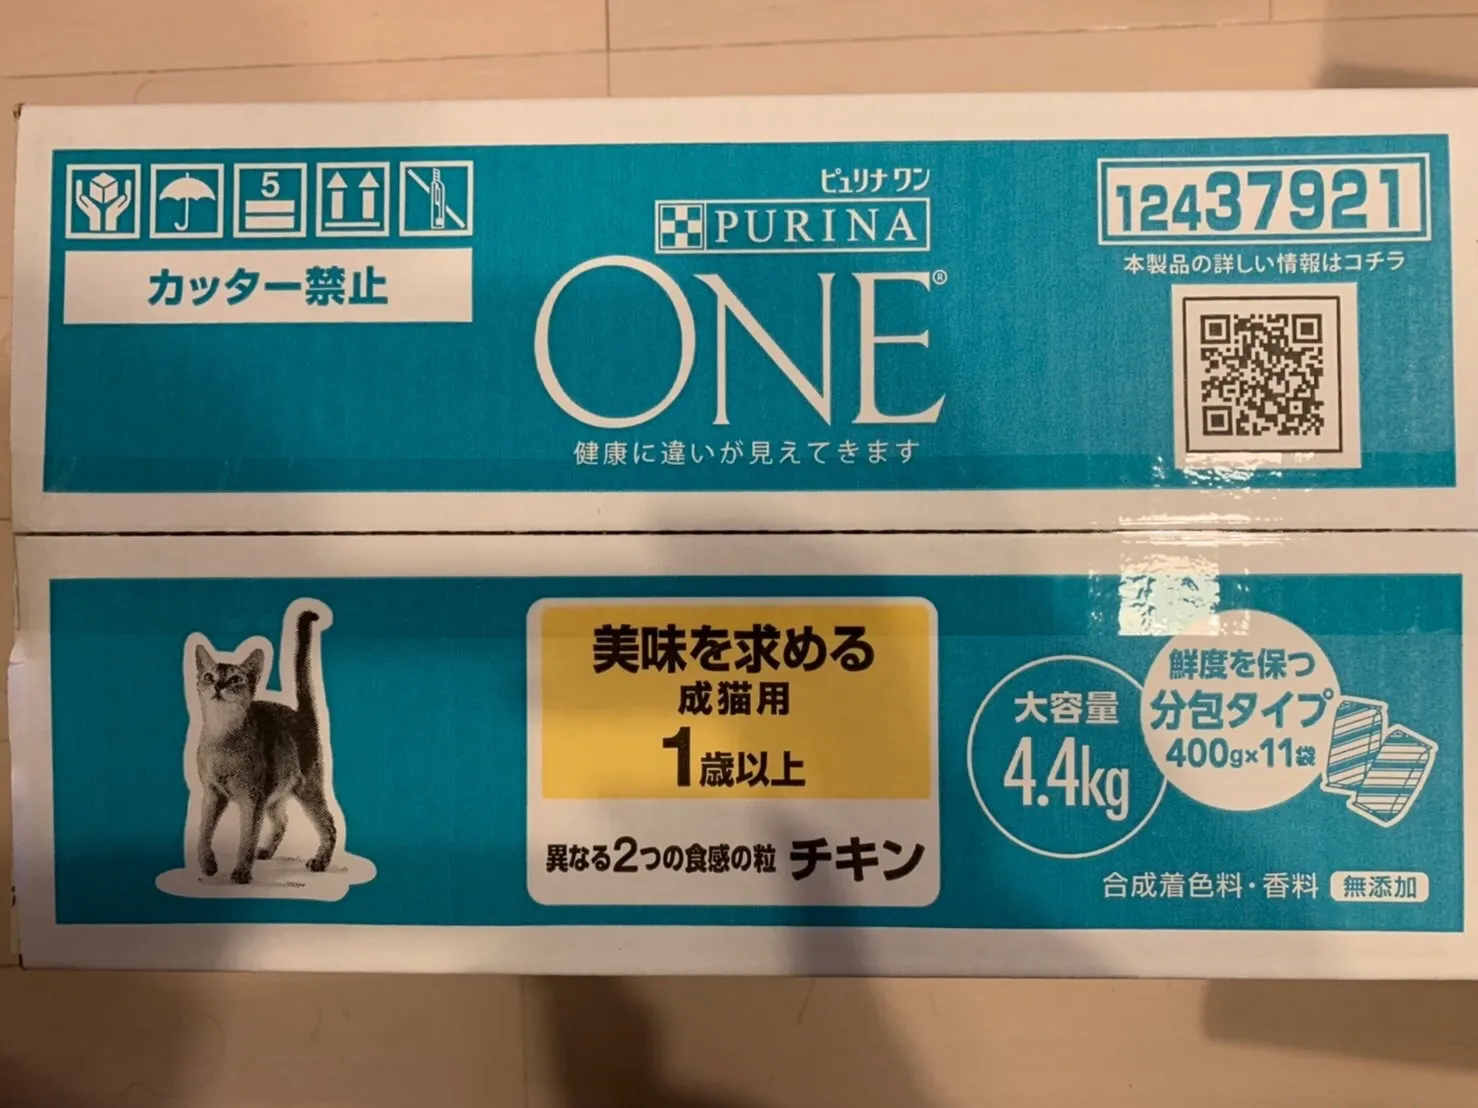 5
カッター禁止
ピュリナ ワン
PURINA
ONE®
健康に違いが見えてきます
12437921
本製品の詳しい情報はコチラ
美味を求める
成猫用
1歳以上
異なる2つの食感の粒 チキン
大容量
4.4kg
鮮度を保つ
分包タイプ
400g×11袋
合成着色料・香料 無添加